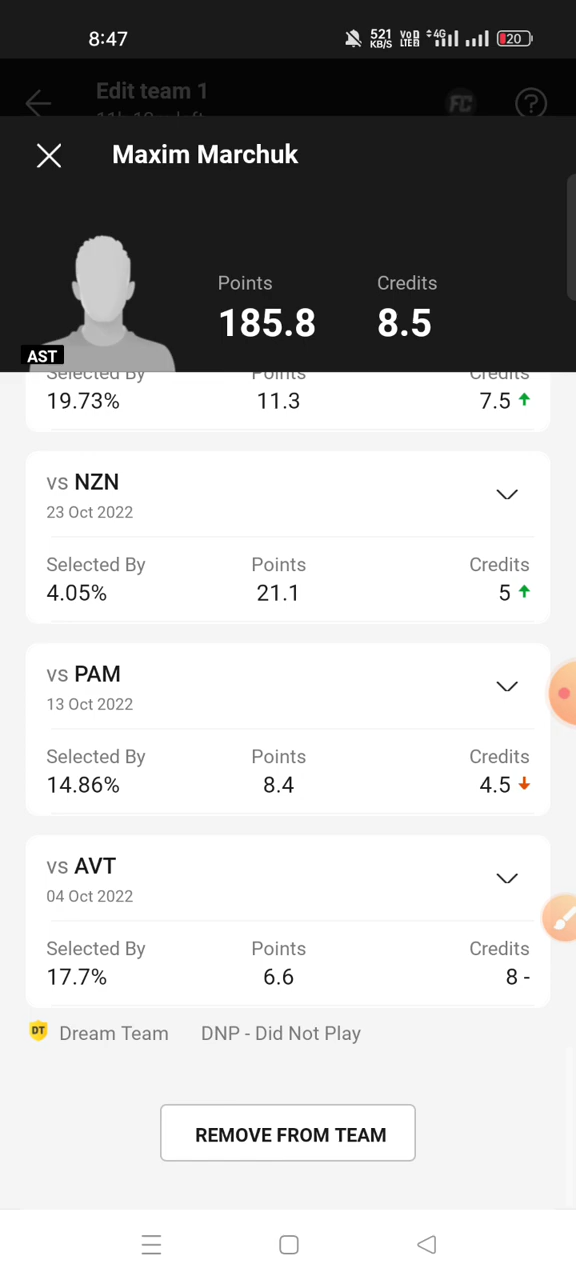 8:47
521 KB/S VoD LTE2 4G 20
Edit team 1
FC ?
Maxim Marchuk
Points Credits
185.8 8.5
AST
Selected By Points Credits
19.73% 11.3 7.5
vs NZN
23 Oct 2022
Selected By Points Credits
4.05% 21.1 5
vs PAM
13 Oct 2022
Selected By Points Credits
14.86% 8.4 4.5
vs AVT
04 Oct 2022
Selected By Points Credits
17.7% 6.6 8 -
DT Dream Team DNP - Did Not Play
REMOVE FROM TEAM